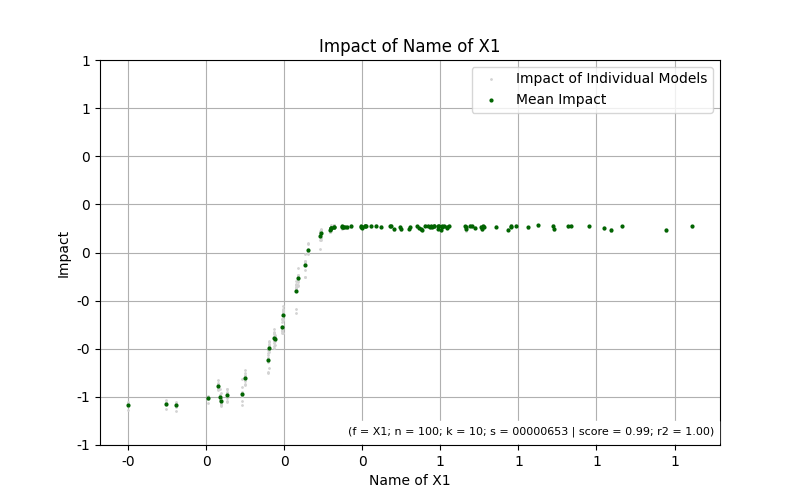 Impact of Name of X1
1
1
0
0
0
-0
-0
-1
-1
Impact
Impact of Individual Models
Mean Impact
(f = X1; n = 100; k = 10; s = 00000653 | score = 0.99; r2 = 1.00)
-0 0 0 0 1 1 1 1
Name of X1